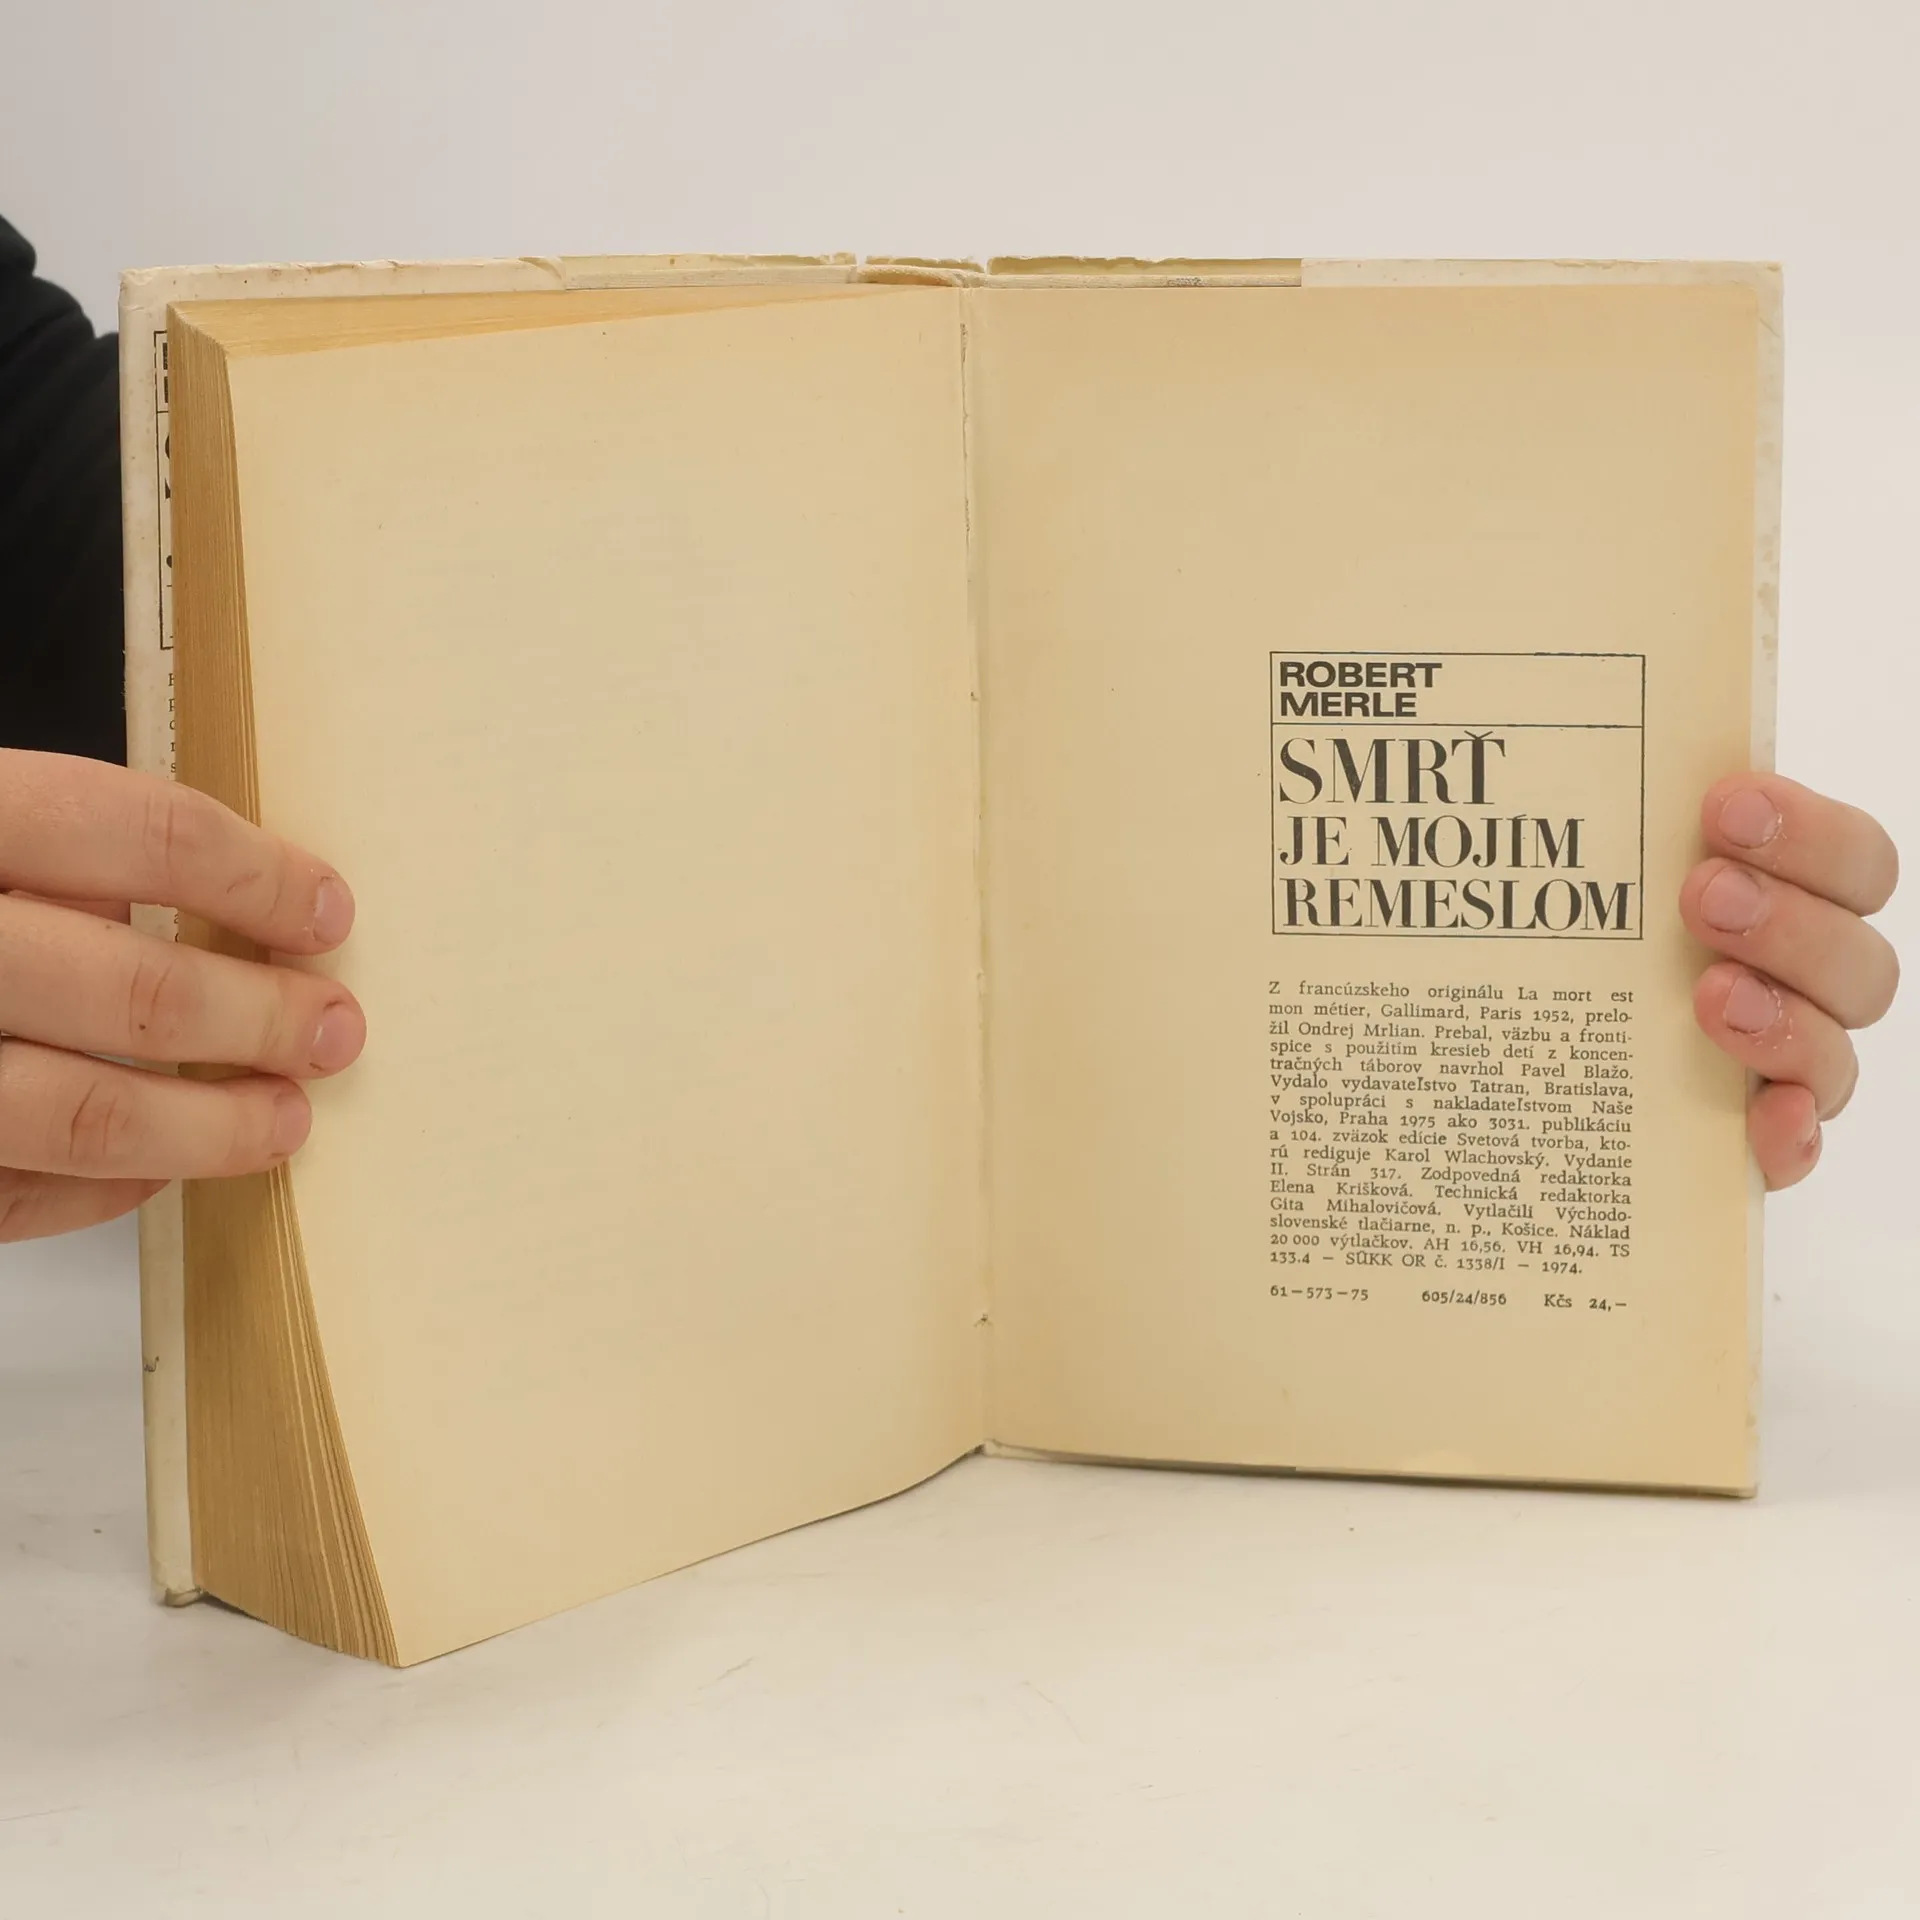 ROBERT
MERLE
SMRŤ
JE MOJÍM
REMESLOM
Z francúzskeho originálu La mort est
mon métier, Gallimard, Paris 1952, prelo-
žil Ondrej Mrlian. Prebal, väzbu a fronti-
spice s použitím kresieb detí z koncen-
tračných táborov navrhol Pavel Blažo.
Vydalo vydavateľstvo Tatran, Bratislava,
v spolupráci s nakladateľstvom Naše
Vojsko, Praha 1975 ako 3031. publikáciu
a 104. zväzok edície Svetová tvorba, kto-
rú rediguje Karol Wlachovský. Vydanie
II. Strán 317. Zodpovedná redaktorka
Elena Krišková. Technická redaktorka
Gita Mihalovičová. Vytlačili Východo-
slovenské tlačiarne, n. p., Košice. Náklad
20 000 výtlačkov. AH 16,56. VH 16,94. TS
133.4 — SÚKK OR č. 1338/I — 1974.
61—573—75 605/24/856 Kčs 24,—